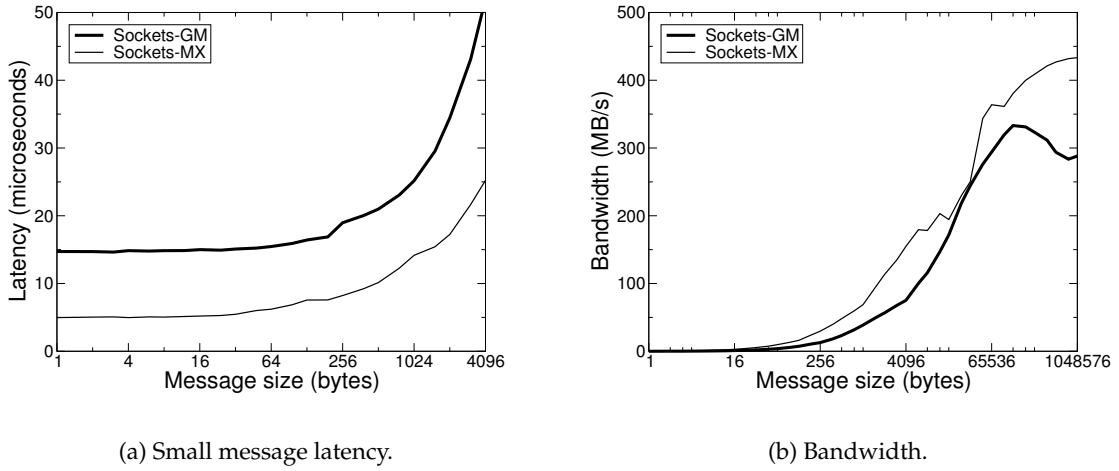 Sockets-GM
Sockets-MX
50
40
30
20
10
0
Latency (microseconds)
1 4 16 64 256 1024 4096
Message size (bytes)
(a) Small message latency.
Sockets-GM
Sockets-MX
500
400
300
200
100
0
Bandwidth (MB/s)
1 16 256 4096 65536 1048576
Message size (bytes)
(b) Bandwidth.